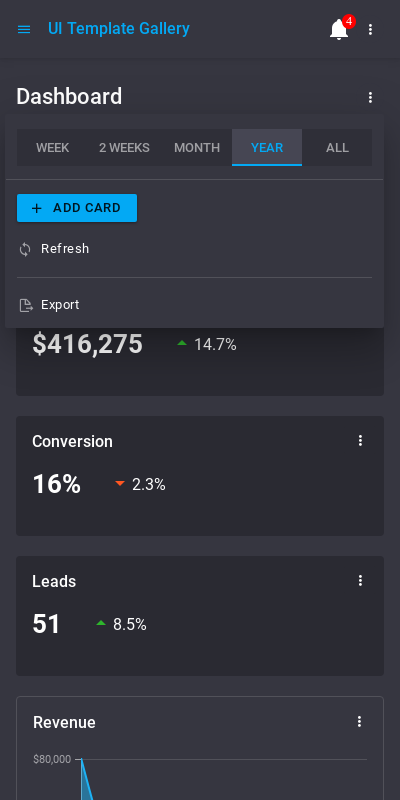 UI Template Gallery
4
Dashboard
WEEK 2 WEEKS MONTH YEAR ALL
ADD CARD
Refresh
Export
$416,275 14.7%
Conversion
16% 2.3%
Leads
51 8.5%
Revenue
$80,000